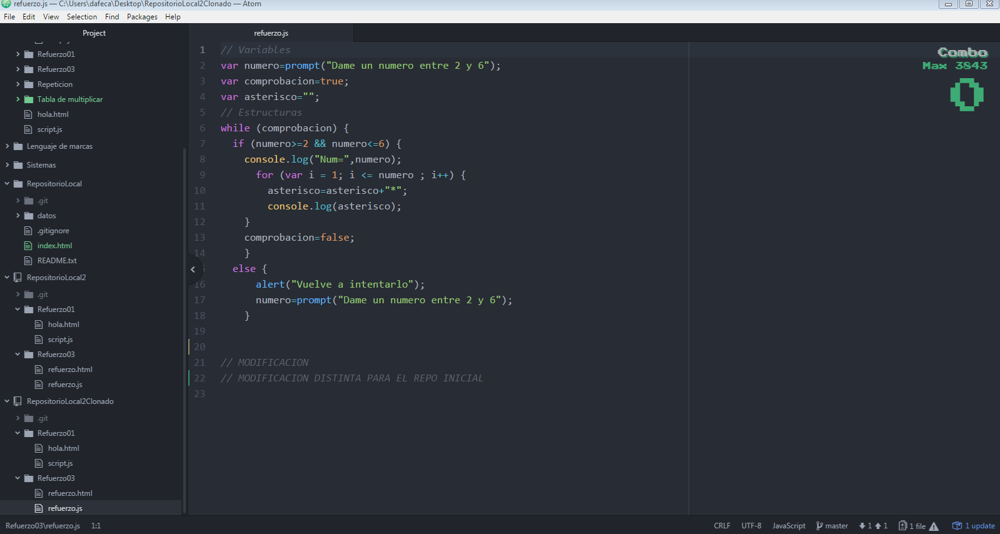 refuerzo.js — C:\Users\dafeca\Desktop\RepositorioLocal2Clonado — Atom
File Edit View Selection Find Packages Help
Project
Refuerzo01
Refuerzo03
Repeticion
Tabla de multiplicar
hola.html
script.js
Lenguaje de marcas
Sistemas
RepositorioLocal
.git
datos
.gitignore
index.html
README.txt
RepositorioLocal2
.git
Refuerzo01
hola.html
script.js
Refuerzo03
refuerzo.html
refuerzo.js
RepositorioLocal2Clonado
.git
Refuerzo01
hola.html
script.js
Refuerzo03
refuerzo.html
refuerzo.js
refuerzo.js
1 // Variables
2 var numero=prompt("Dame un numero entre 2 y 6");
3 var comprobacion=true;
4 var asterisco="";
5 // Estructuras
6 while (comprobacion) {
7 if (numero>=2 && numero<=6) {
8 console.log("Num=",numero);
9 for (var i = 1; i <= numero ; i++) {
10 asterisco=asterisco+"*";
11 console.log(asterisco);
12 }
13 comprobacion=false;
14 }
else {
16 alert("Vuelve a intentarlo");
17 numero=prompt("Dame un numero entre 2 y 6");
18 }
19
20
21 // MODIFICACION
22 // MODIFICACION DISTINTA PARA EL REPO INICIAL
23
Combo
Max 3843
0
Refuerzo03\refuerzo.js 1:1
CRLF UTF-8 JavaScript master 1 1 1 file 1 update